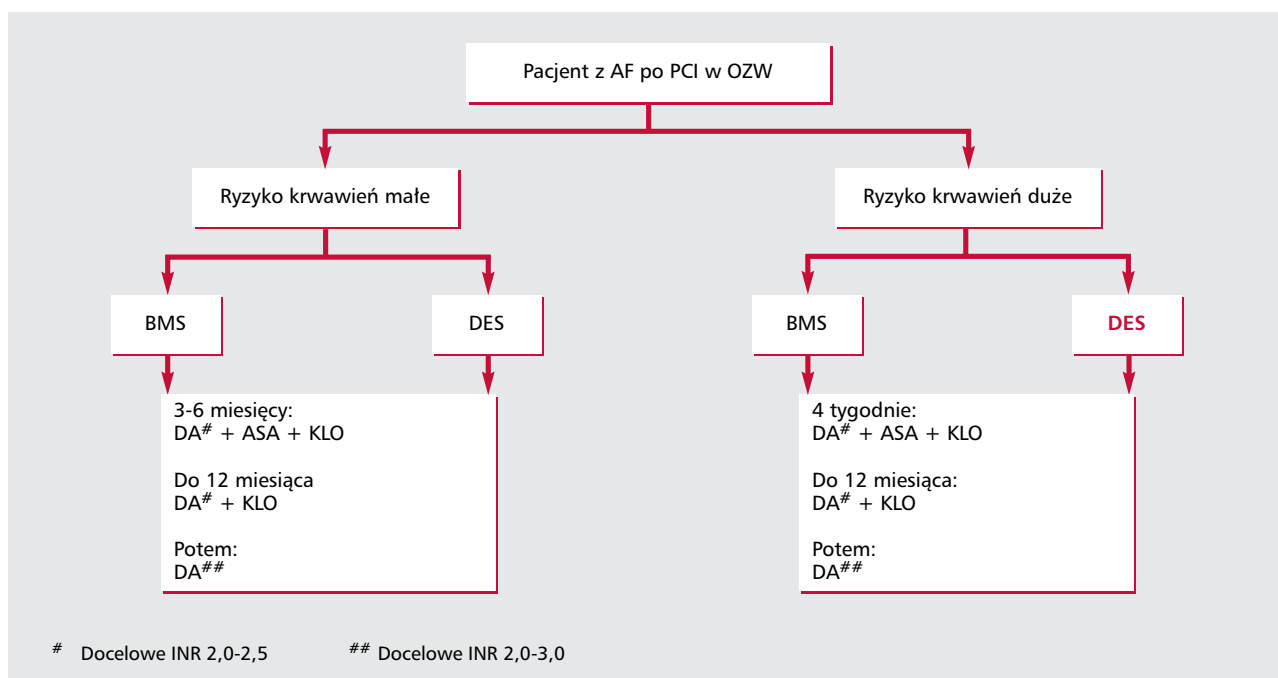 Pacjent z AF po PCI w OZW
Ryzyko krwawień małe
Ryzyko krwawień duże
BMS
DES
BMS
DES
3-6 miesięcy:
DA# + ASA + KLO
Do 12 miesiąca
DA# + KLO
Potem:
DA##
4 tygodnie:
DA# + ASA + KLO
Do 12 miesiąca:
DA# + KLO
Potem:
DA##
# Docelowe INR 2,0-2,5
## Docelowe INR 2,0-3,0